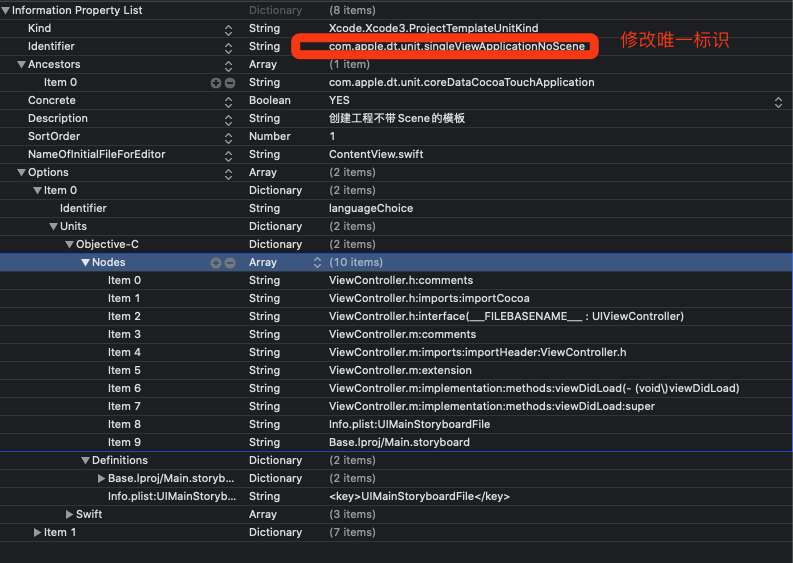 Information Property List Dictionary (8 items)
Kind String Xcode.Xcode3.ProjectTemplateUnitKind
Identifier String com.apple.dt.unit.singleViewApplicationNoScene 修改唯一标识
Ancestors Array (1 item)
Item 0 String com.apple.dt.unit.coreDataCocoaTouchApplication
Concrete Boolean YES
Description String 创建工程不带Scene的模板
SortOrder Number 1
NameOfInitialFileForEditor String ContentView.swift
Options Array (2 items)
Item 0 Dictionary (2 items)
Identifier String languageChoice
Units Dictionary (2 items)
Objective-C Dictionary (2 items)
Nodes Array (10 items)
Item 0 String ViewController.h:comments
Item 1 String ViewController.h:imports:importCocoa
Item 2 String ViewController.h:interface(___FILEBASENAME___ : UIViewController)
Item 3 String ViewController.m:comments
Item 4 String ViewController.m:imports:importHeader:ViewController.h
Item 5 String ViewController.m:extension
Item 6 String ViewController.m:implementation:methods:viewDidLoad(- (void\)viewDidLoad)
Item 7 String ViewController.m:implementation:methods:viewDidLoad:super
Item 8 String Info.plist:UIMainStoryboardFile
Item 9 String Base.lproj/Main.storyboard
Definitions Dictionary (2 items)
Base.lproj/Main.storyb... Dictionary (2 items)
Info.plist:UIMainStoryb... String <key>UIMainStoryboardFile</key>
Swift Array (3 items)
Item 1 Dictionary (7 items)